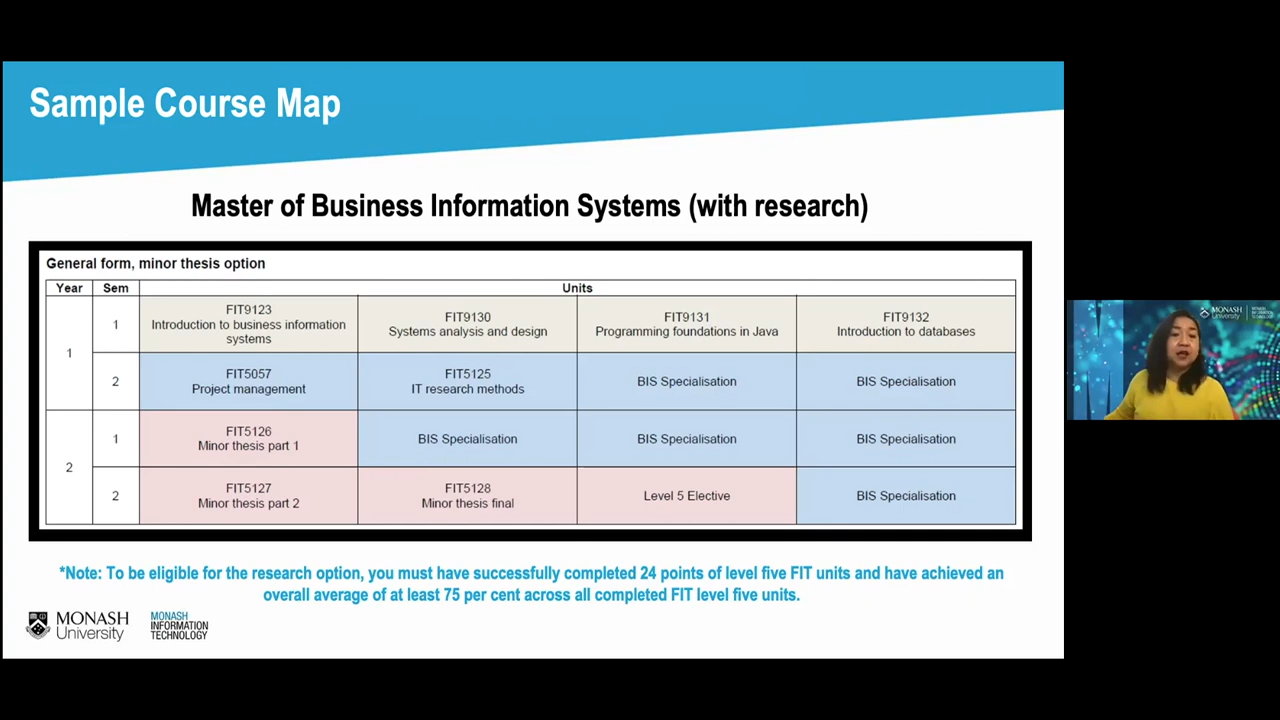 Sample Course Map
Master of Business Information Systems (with research)
General form, minor thesis option
Year Sem Units
1
1
FIT9123
Introduction to business information
systems
FIT9130
Systems analysis and design
FIT9131
Programming foundations in Java
FIT9132
Introduction to databases
2
FIT5057
Project management
FIT5125
IT research methods
BIS Specialisation
BIS Specialisation
2
1
FIT5126
Minor thesis part 1
BIS Specialisation
BIS Specialisation
BIS Specialisation
2
FIT5127
Minor thesis part 2
FIT5128
Minor thesis final
Level 5 Elective
BIS Specialisation
*Note: To be eligible for the research option, you must have successfully completed 24 points of level five FIT units and have achieved an
overall average of at least 75 per cent across all completed FIT level five units.
MONASH
University
MONASH
INFORMATION
TECHNOLOGY
MONASH
University
MONASH
INFORMATION
TECHNOLOGY